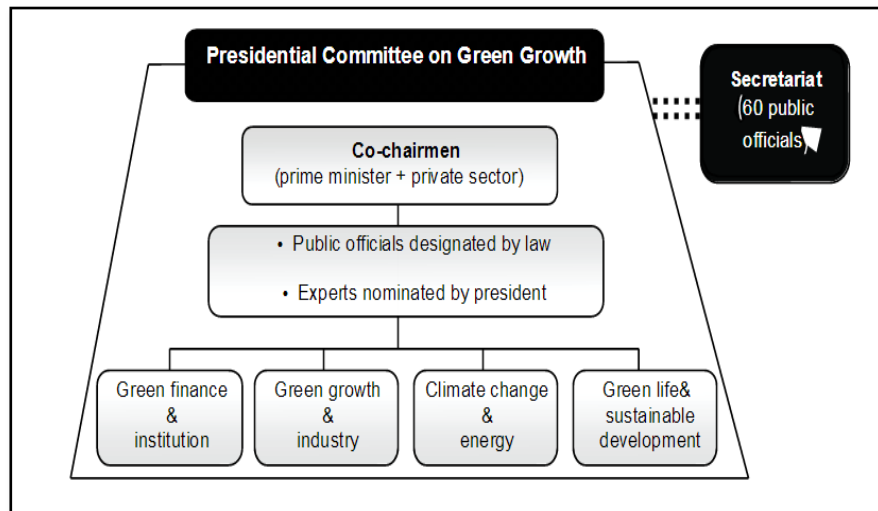 Presidential Committee on Green Growth
Secretariat
(60 public
officials)
Co-chairmen
(prime minister + private sector)
• Public officials designated by law
• Experts nominated by president
Green finance
&
institution
Green growth
&
industry
Climate change
&
energy
Green life&
sustainable
development